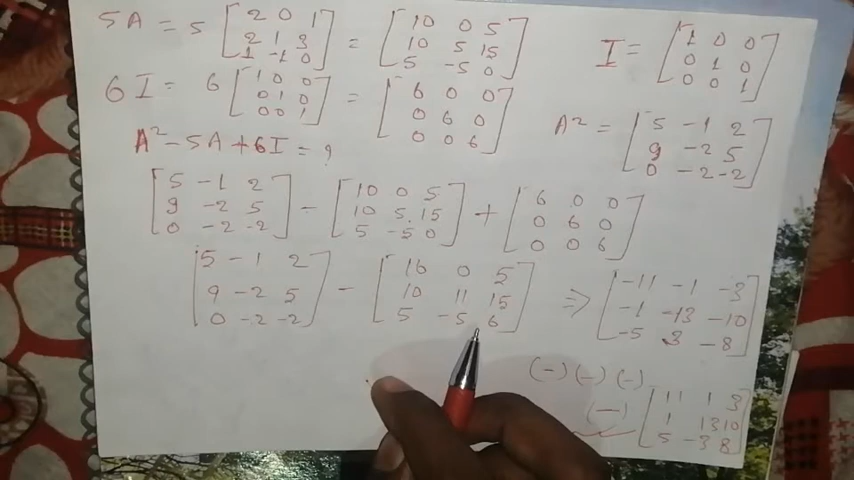 5A = 5 [2 0 1; 2 1 3; 1 -1 0] = [10 0 5; 10 5 15; 5 -5 0]
I = [1 0 0; 0 1 0; 0 0 1]
6I = 6 [1 0 0; 0 1 0; 0 0 1] = [6 0 0; 0 6 0; 0 0 6]
A² = [5 -1 2; 9 -2 5; 0 -2 -2]
A² - 5A + 6I = ?
[5 -1 2; 9 -2 5; 0 -2 -2] - [10 0 5; 10 5 15; 5 -5 0] + [6 0 0; 0 6 0; 0 0 6]
[5 -1 2; 9 -2 5; 0 -2 -2] - [16 0 5; 10 11 15; 5 -5 6] ⇒ [-11 -1 -3; -1 -13 -10; -5 3 -8]
(-) (-) (-)
(-) [11 1 3; 1 13 10; 5 -3 8]